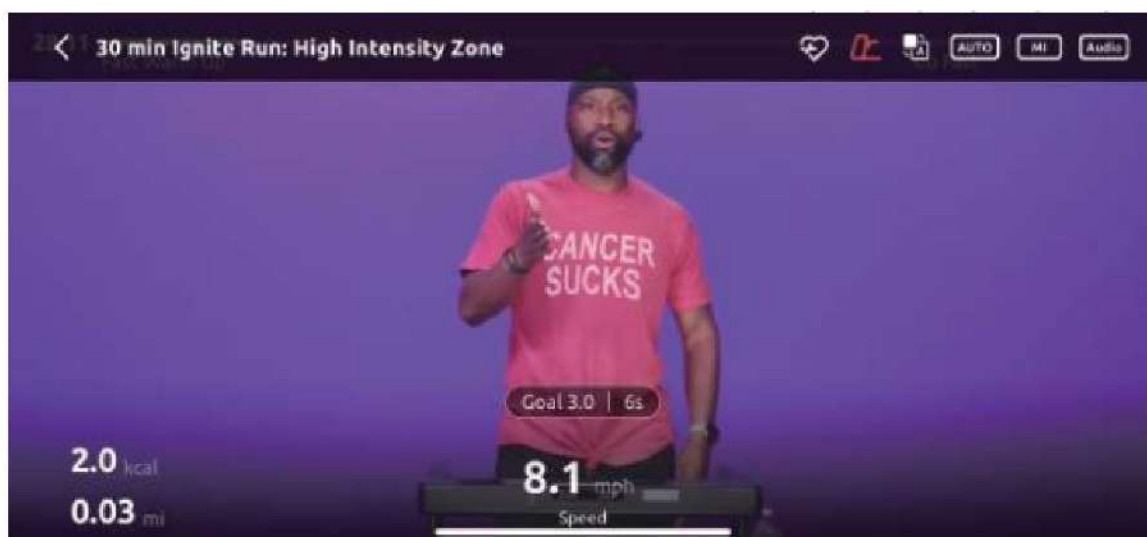 30 min Ignite Run: High Intensity Zone
AUTO
MI
Audio
CANCER
SUCKS
Goal 3.0 | 6s
2.0 kcal
8.1 mph
0.03 mi
Speed